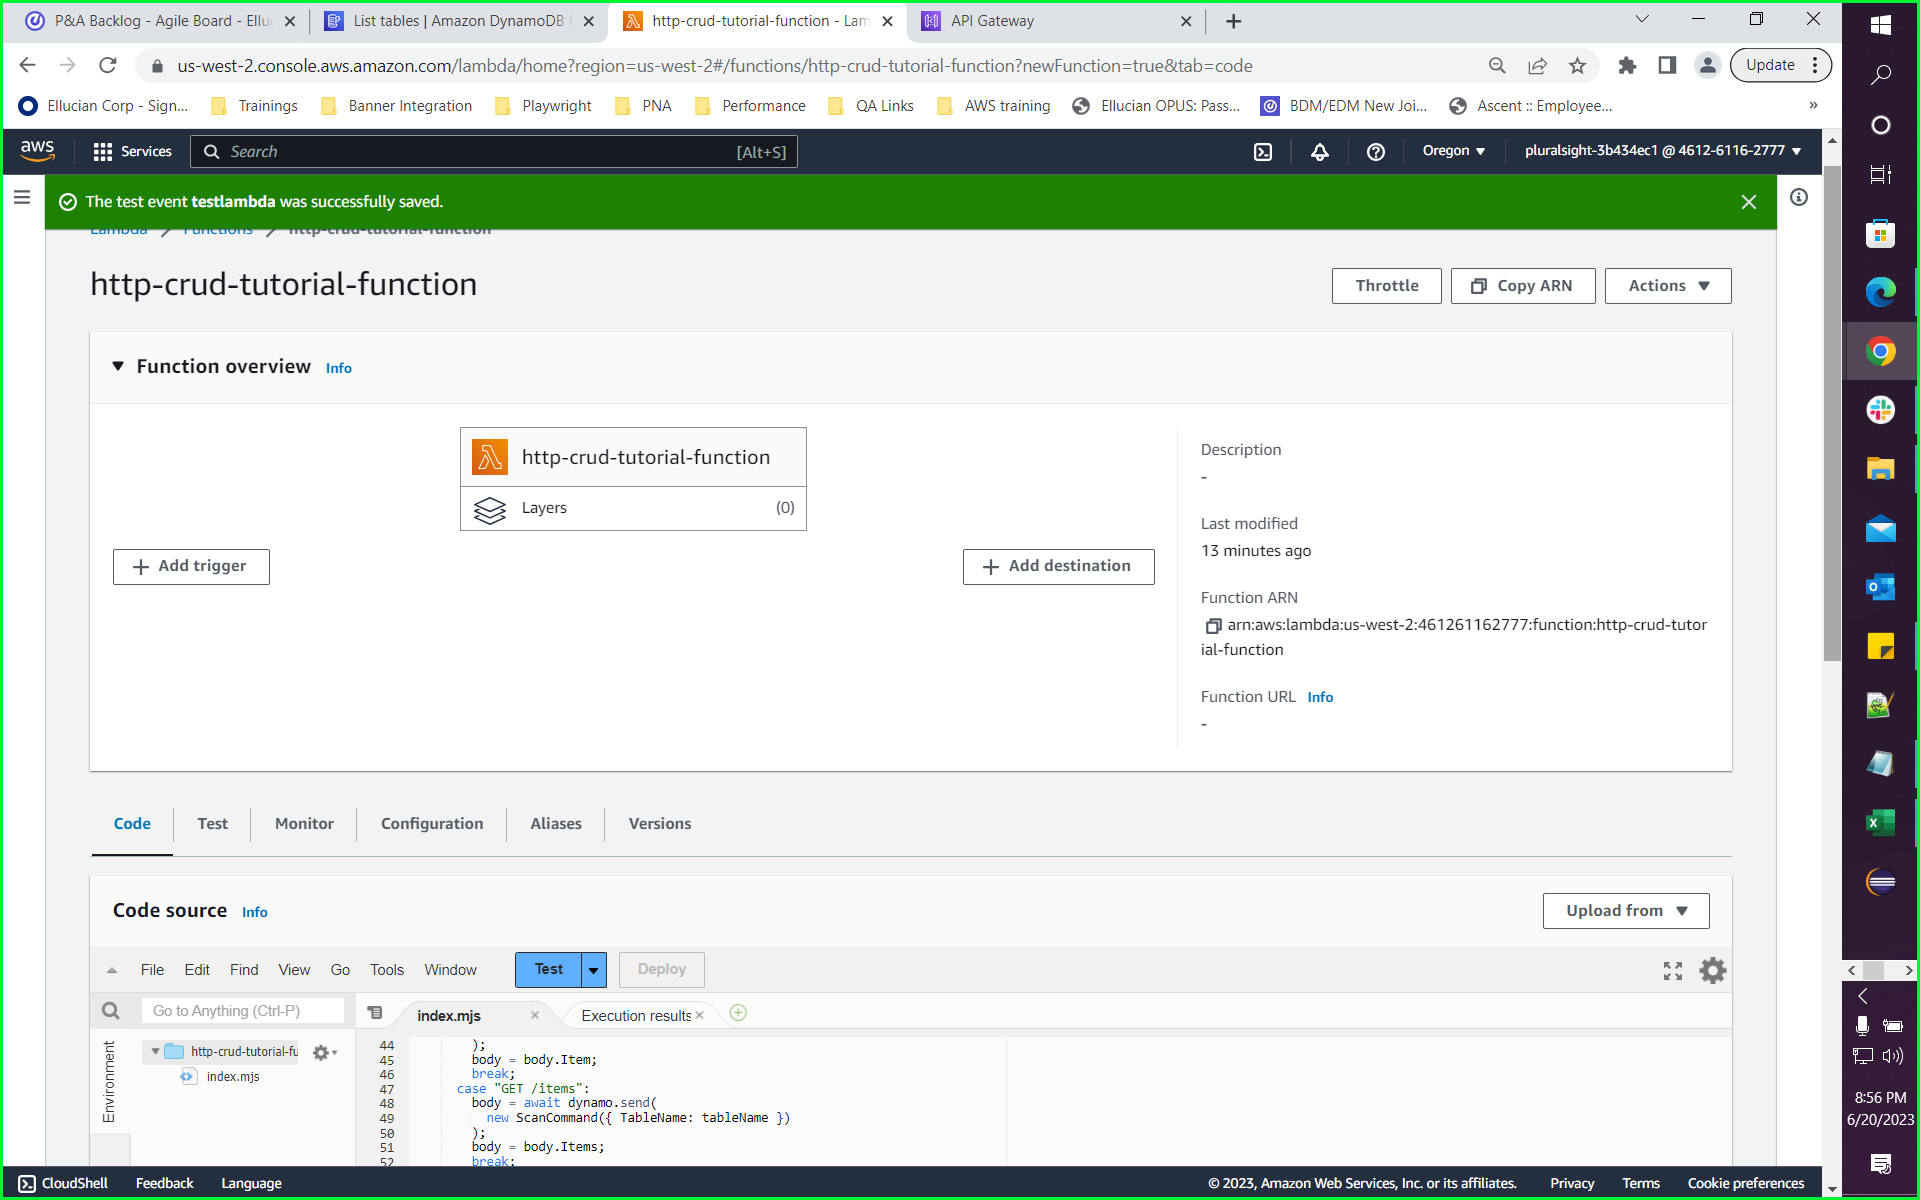 P&A Backlog - Agile Board - Elluc
List tables | Amazon DynamoDB
http-crud-tutorial-function - Lam
API Gateway
us-west-2.console.aws.amazon.com/lambda/home?region=us-west-2#/functions/http-crud-tutorial-function?newFunction=true&tab=code
Update
Ellucian Corp - Sign...
Trainings
Banner Integration
Playwright
PNA
Performance
QA Links
AWS training
Ellucian OPUS: Pass...
BDM/EDM New Joi...
Ascent :: Employee...
»
aws
Services
Search
[Alt+S]
Oregon
pluralsight-3b434ec1 @ 4612-6116-2777
The test event testlambda was successfully saved.
Lambda
Functions
http-crud-tutorial-function
http-crud-tutorial-function
Throttle
Copy ARN
Actions
Function overview Info
http-crud-tutorial-function
Layers
(0)
Add trigger
Add destination
Description
-
Last modified
13 minutes ago
Function ARN
arn:aws:lambda:us-west-2:461261162777:function:http-crud-tutor
ial-function
Function URL Info
-
Code
Test
Monitor
Configuration
Aliases
Versions
Code source Info
Upload from
File
Edit
Find
View
Go
Tools
Window
Test
Deploy
Go to Anything (Ctrl-P)
index.mjs
Execution results
Environment
http-crud-tutorial-fu
index.mjs
44 );
45 body = body.Item;
46 break;
47 case "GET /items":
48 body = await dynamo.send(
49 new ScanCommand({ TableName: tableName })
50 );
51 body = body.Items;
52 break;
CloudShell
Feedback
Language
© 2023, Amazon Web Services, Inc. or its affiliates.
Privacy
Terms
Cookie preferences
8:56 PM
6/20/2023